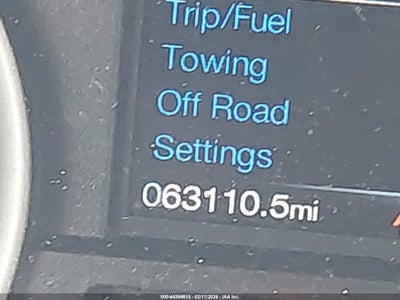 Trip/Fuel
Towing
Off Road
Settings
063110.5mi